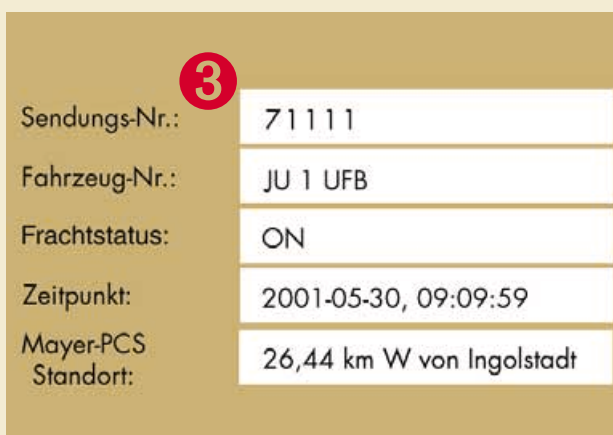 3
Sendungs-Nr.: 71111
Fahrzeug-Nr.: JU 1 UFB
Frachtstatus: ON
Zeitpunkt: 2001-05-30, 09:09:59
Mayer-PCS
Standort: 26,44 km W von Ingolstadt